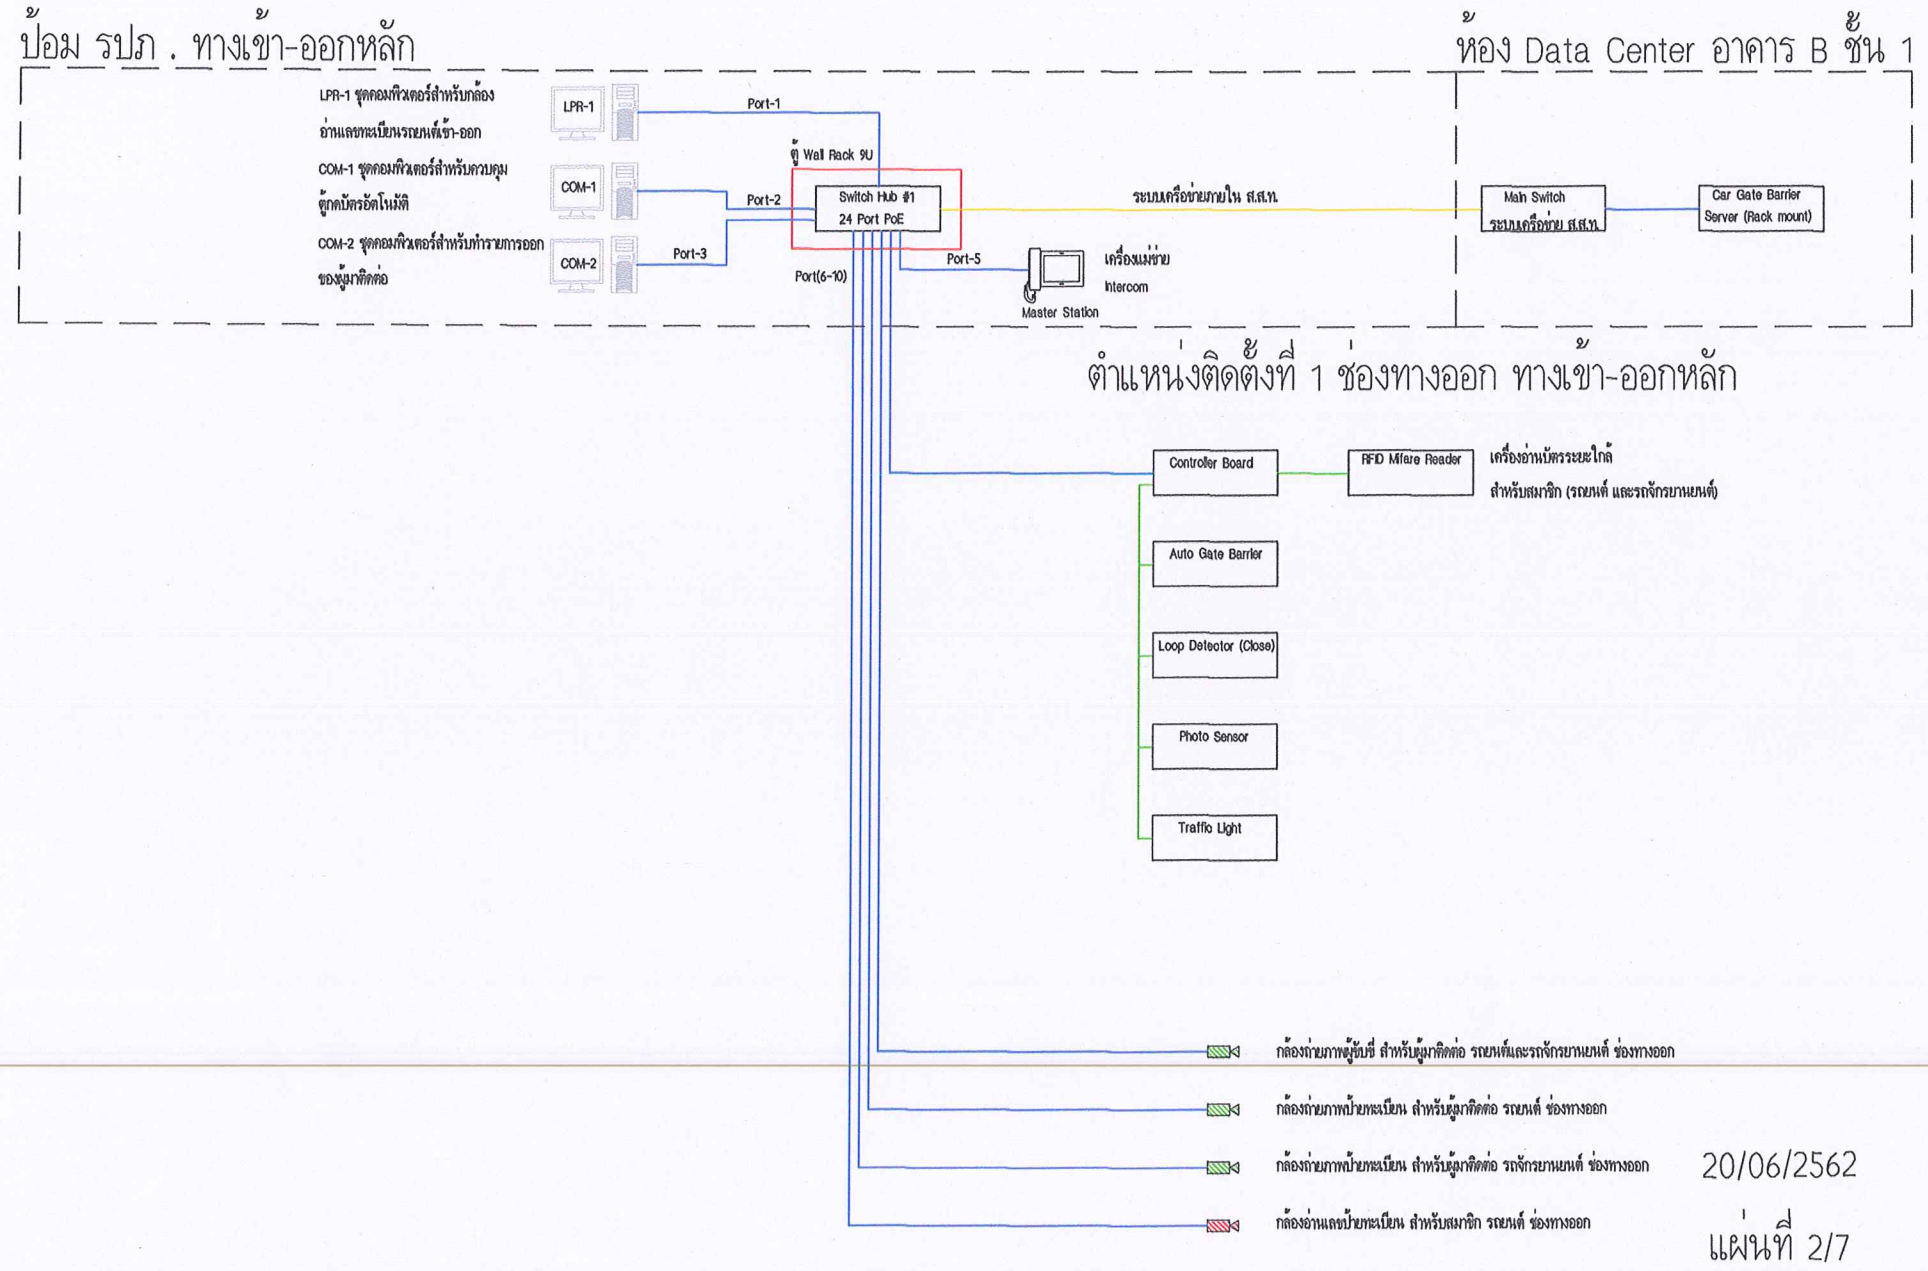 ป้อม รปภ . ทางเข้า-ออกหลัก
ห้อง Data Center อาคาร B ชั้น 1
LPR-1 ชุดคอมพิวเตอร์สำหรับกล้อง
อ่านเลขทะเบียนรถยนต์เข้า-ออก
LPR-1
Port-1
COM-1 ชุดคอมพิวเตอร์สำหรับควบคุม
ตู้กดบัตรอัตโนมัติ
COM-1
Port-2
COM-2 ชุดคอมพิวเตอร์สำหรับทำรายการออก
ของผู้มาติดต่อ
COM-2
Port-3
ตู้ Wall Rack 9U
Switch Hub #1
24 Port PoE
ระบบเครือข่ายภายใน ส.ส.ท.
Main Switch
ระบบเครือข่าย ส.ส.ท.
Car Gate Barrier
Server (Rack mount)
Port(6-10)
Port-5
เครื่องแม่ข่าย
Intercom
Master Station
ตำแหน่งติดตั้งที่ 1 ช่องทางออก ทางเข้า-ออกหลัก
Controller Board
RFID Mifare Reader
เครื่องอ่านบัตรระยะใกล้
สำหรับสมาชิก (รถยนต์ และรถจักรยานยนต์)
Auto Gate Barrier
Loop Detector (Close)
Photo Sensor
Traffic Light
กล้องถ่ายภาพผู้ขับขี่ สำหรับผู้มาติดต่อ รถยนต์และรถจักรยานยนต์ ช่องทางออก
กล้องถ่ายภาพป้ายทะเบียน สำหรับผู้มาติดต่อ รถยนต์ ช่องทางออก
กล้องถ่ายภาพป้ายทะเบียน สำหรับผู้มาติดต่อ รถจักรยานยนต์ ช่องทางออก
กล้องอ่านเลขป้ายทะเบียน สำหรับสมาชิก รถยนต์ ช่องทางออก
20/06/2562
แผ่นที่ 2/7